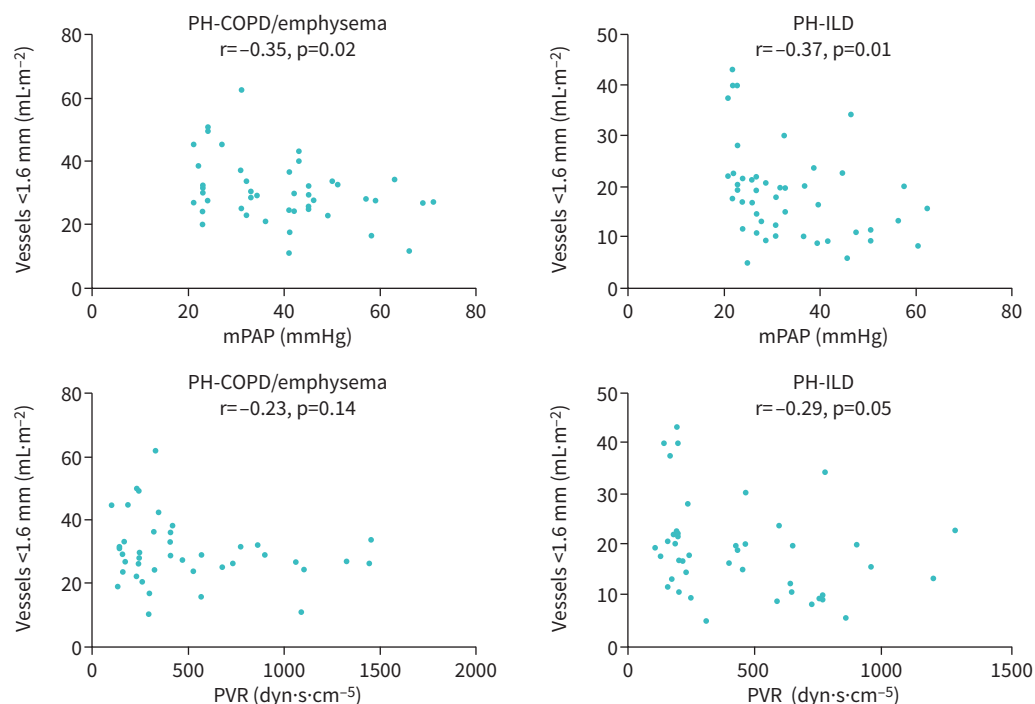 PH-COPD/emphysema
r=–0.35, p=0.02
80
60
40
20
0
Vessels <1.6 mm (mL·m⁻²)
0 20 40 60 80
mPAP (mmHg)
PH-ILD
r=–0.37, p=0.01
50
40
30
20
10
0
Vessels <1.6 mm (mL·m⁻²)
0 20 40 60 80
mPAP (mmHg)
PH-COPD/emphysema
r=–0.23, p=0.14
80
60
40
20
0
Vessels <1.6 mm (mL·m⁻²)
0 500 1000 1500 2000
PVR (dyn·s·cm⁻⁵)
PH-ILD
r=–0.29, p=0.05
50
40
30
20
10
0
Vessels <1.6 mm (mL·m⁻²)
0 500 1000 1500
PVR (dyn·s·cm⁻⁵)